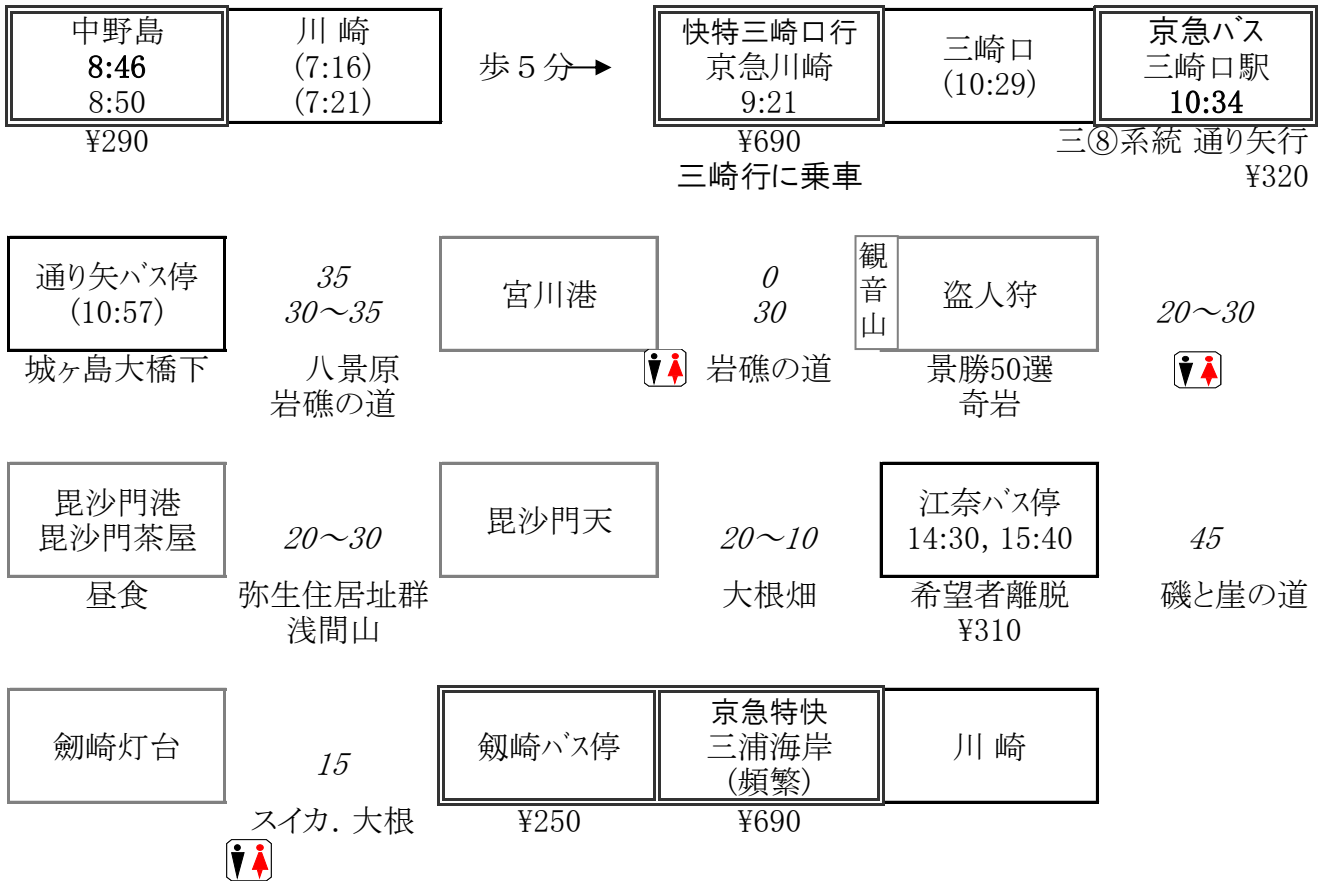 中野島
8:46
8:50
¥290
川 崎
(7:16)
(7:21)
歩５分
快特三崎口行
京急川崎
9:21
¥690
三崎行に乗車
三崎口
(10:29)
京急バス
三崎口駅
10:34
三⑧系統 通り矢行
¥320
通り矢バス停
(10:57)
城ヶ島大橋下
35
30～35
八景原
岩礁の道
宮川港
0
30
岩礁の道
観音山
盗人狩
景勝50選
奇岩
20～30
毘沙門港
毘沙門茶屋
昼食
20～30
弥生住居址群
浅間山
毘沙門天
20～10
大根畑
江奈バス停
14:30, 15:40
希望者離脱
¥310
45
磯と崖の道
劒崎灯台
15
スイカ. 大根
剱崎バス停
¥250
京急特快
三浦海岸
(頻繁)
¥690
川 崎